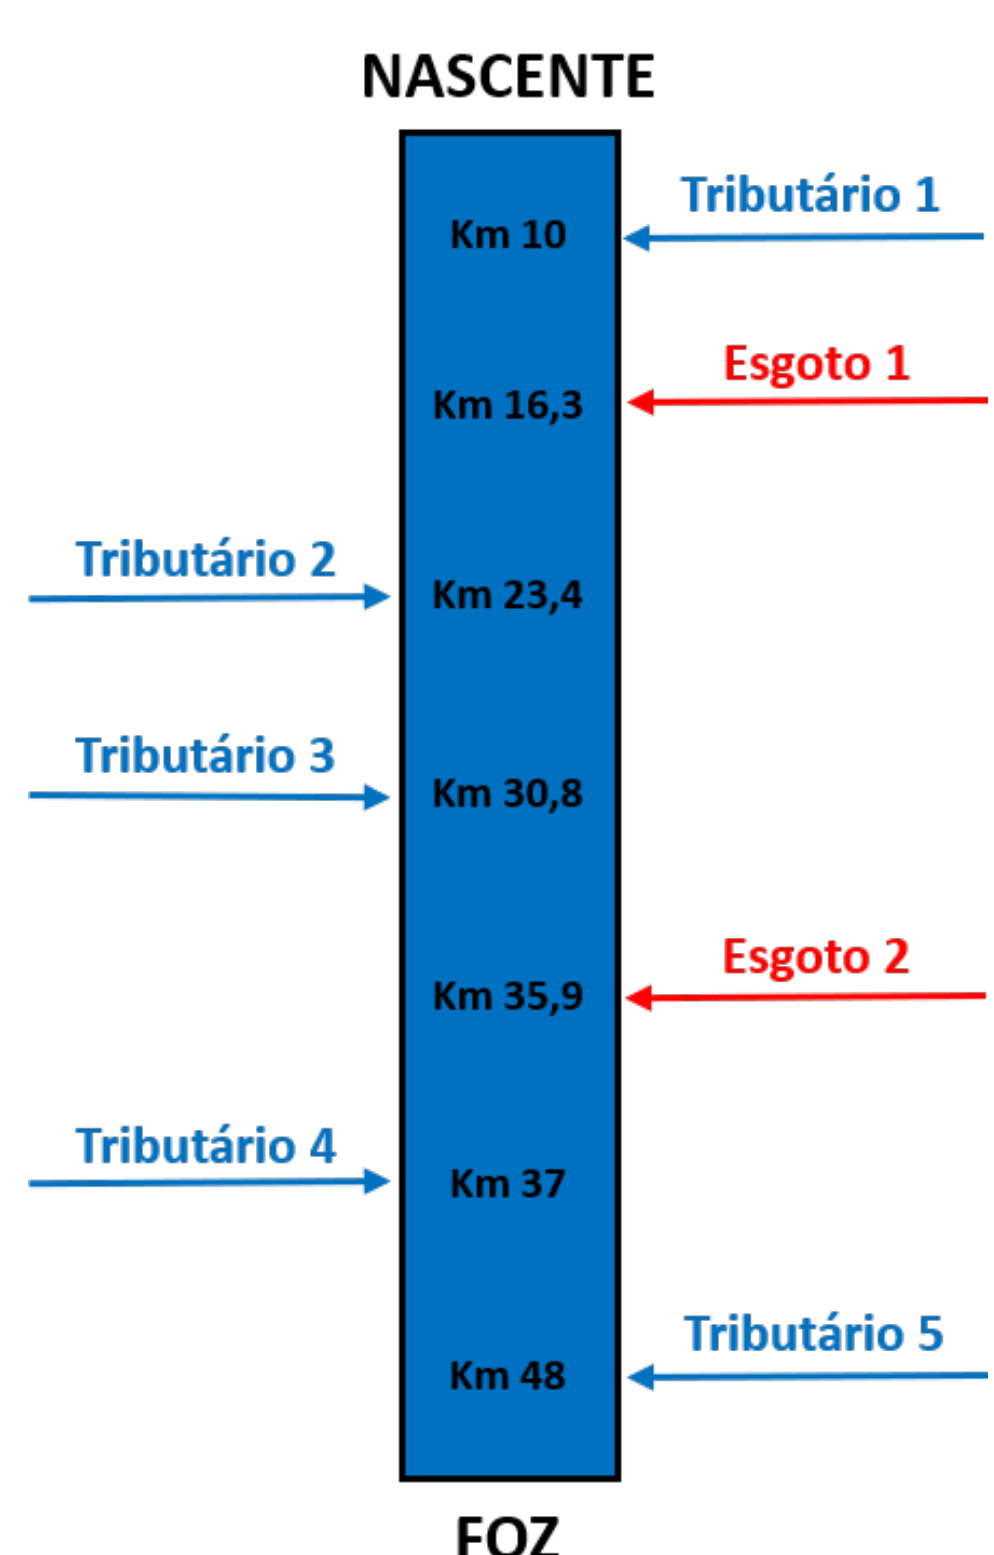 NASCENTE
Tributário 1
Km 10
Esgoto 1
Km 16,3
Tributário 2
Km 23,4
Tributário 3
Km 30,8
Esgoto 2
Km 35,9
Tributário 4
Km 37
Tributário 5
Km 48
FOZ